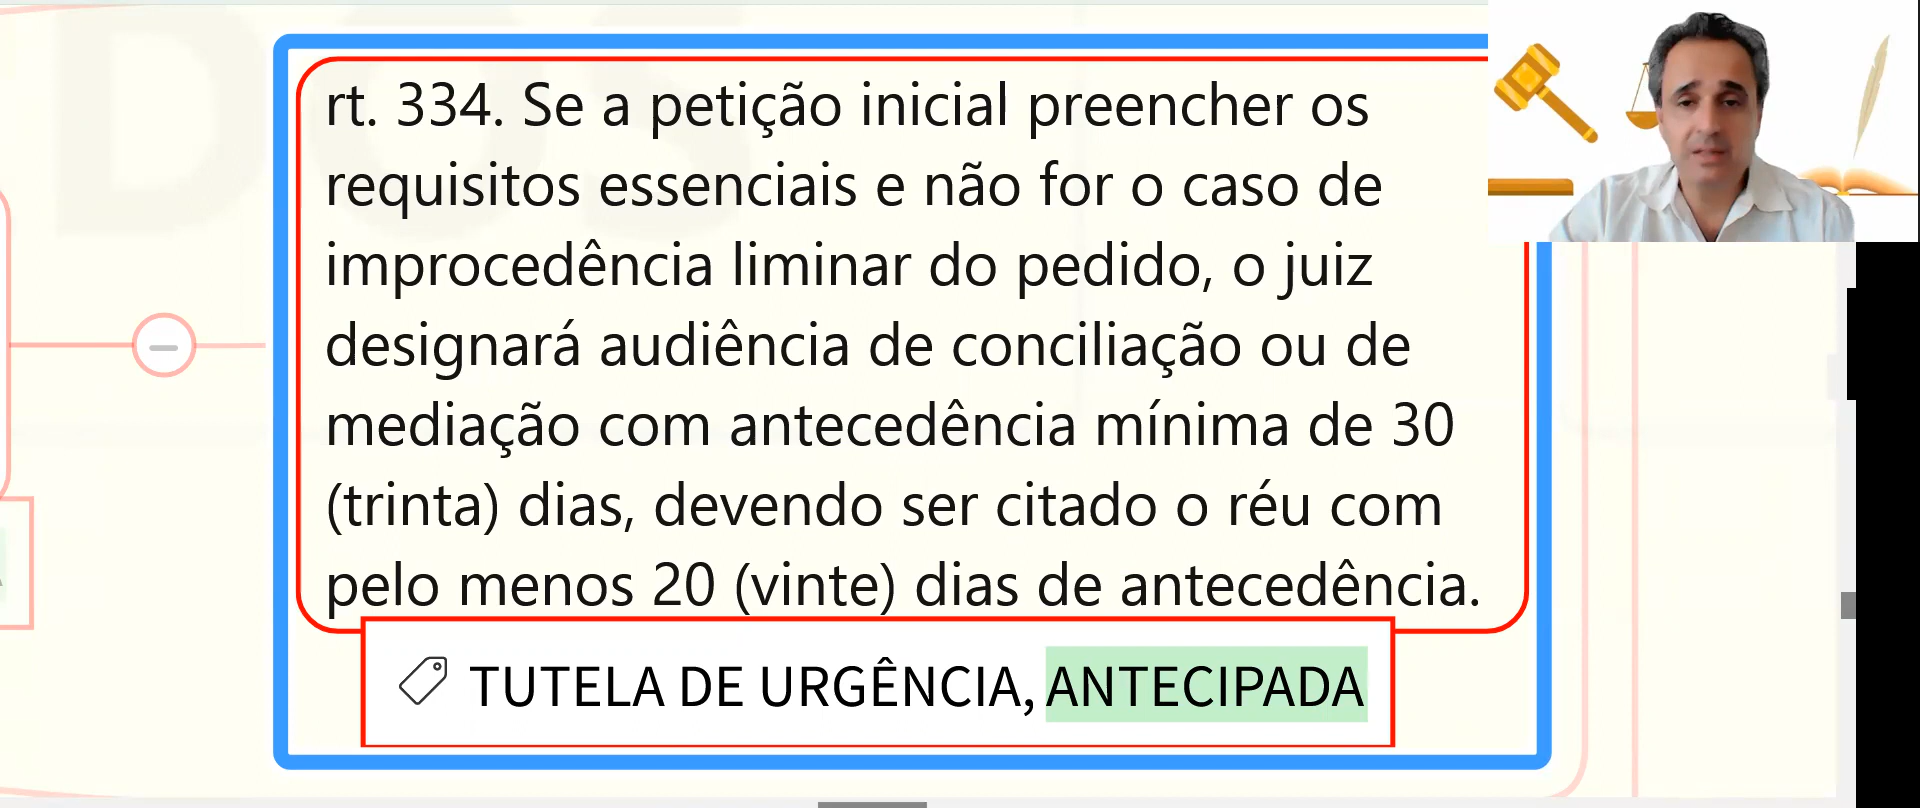 rt. 334. Se a petição inicial preencher os
requisitos essenciais e não for o caso de
improcedência liminar do pedido, o juiz
designará audiência de conciliação ou de
mediação com antecedência mínima de 30
(trinta) dias, devendo ser citado o réu com
pelo menos 20 (vinte) dias de antecedência.
TUTELA DE URGÊNCIA, ANTECIPADA